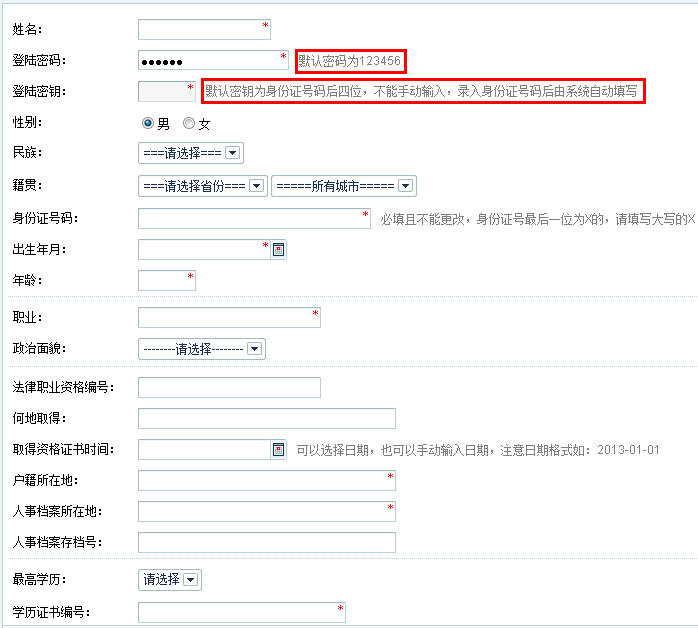 姓名： *
登陆密码： ●●●●●● * 默认密码为123456
登陆密钥： * 默认密钥为身份证号码后四位，不能手动输入，录入身份证号码后由系统自动填写
性别： 男 女
民族： ===请选择===
籍贯： ===请选择省份=== =====所有城市=====
身份证号码： * 必填且不能更改，身份证号最后一位为X的，请填写大写的X
出生年月： *
年龄： *
职业： *
政治面貌： --------请选择--------
法律职业资格编号：
何地取得：
取得资格证书时间： 可以选择日期，也可以手动输入日期，注意日期格式如：2013-01-01
户籍所在地： *
人事档案所在地： *
人事档案存档号：
最高学历： 请选择
学历证书编号： *